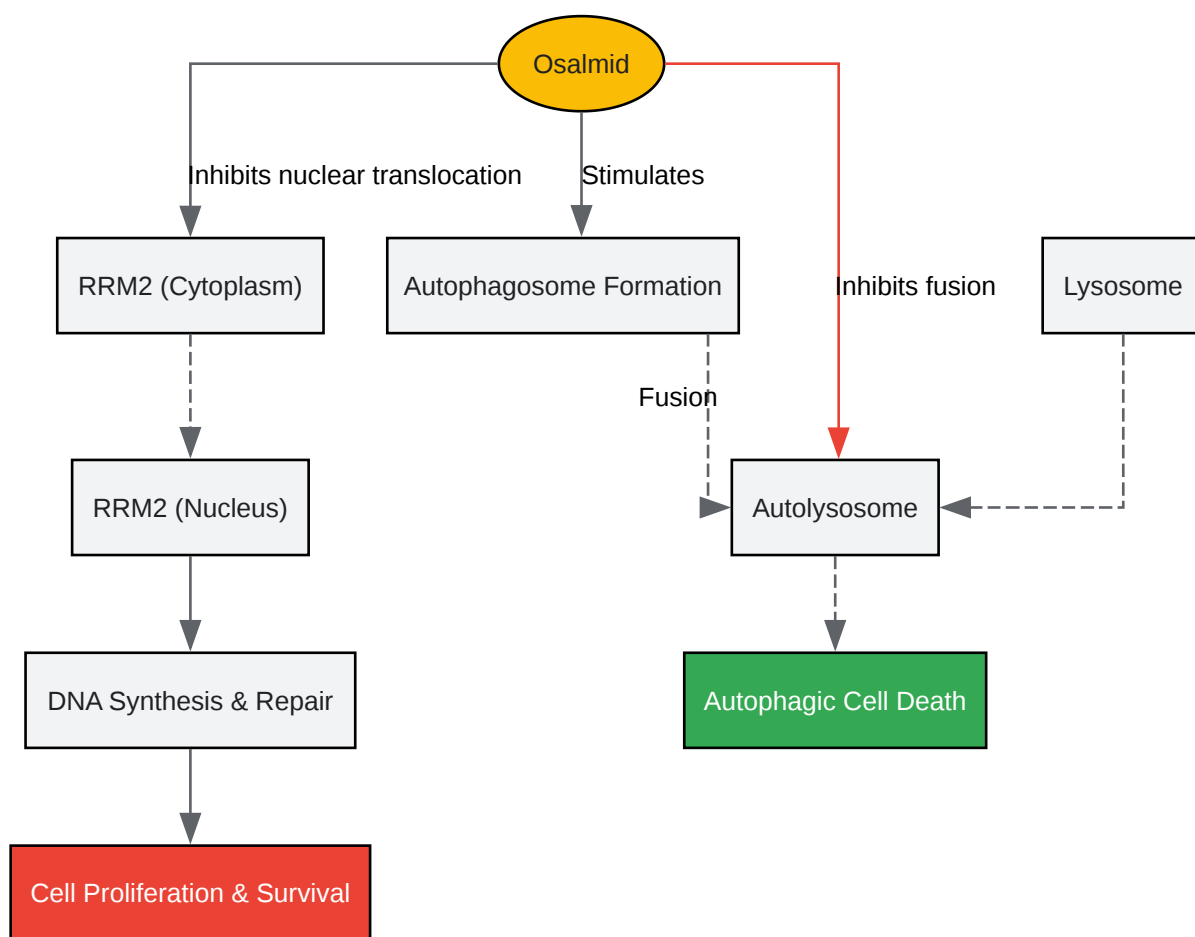 Osalmid
Inhibits nuclear translocation
Stimulates
RRM2 (Cytoplasm)
Autophagosome Formation
Inhibits fusion
Lysosome
Fusion
RRM2 (Nucleus)
Autolysosome
DNA Synthesis & Repair
Autophagic Cell Death
Cell Proliferation & Survival